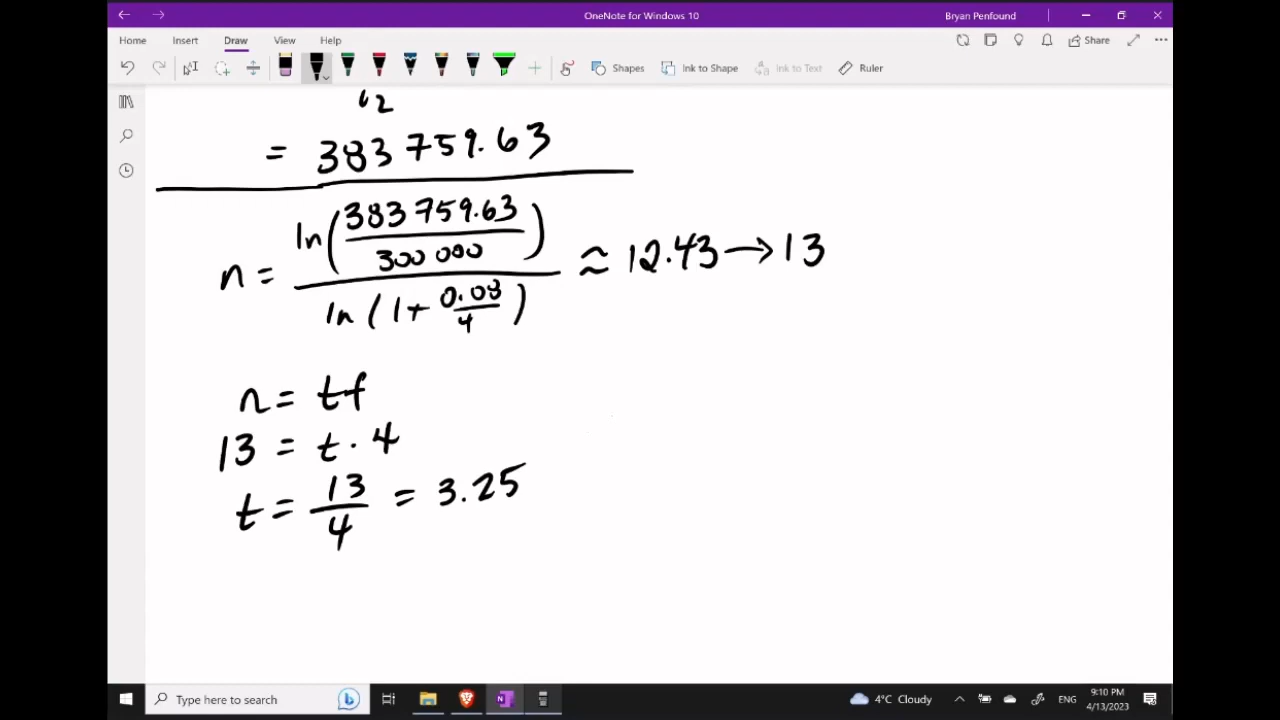 OneNote for Windows 10
Bryan Penfound
Home Insert Draw View Help
Share
Shapes Ink to Shape Ink to Text Ruler
= 383 759.63
n = ln(383 759.63 / 300 000) / ln(1 + 0.08/4) ≈ 12.43 → 13
n = tf
13 = t · 4
t = 13/4 = 3.25
Type here to search
4°C Cloudy
ENG
9:10 PM
4/13/2023